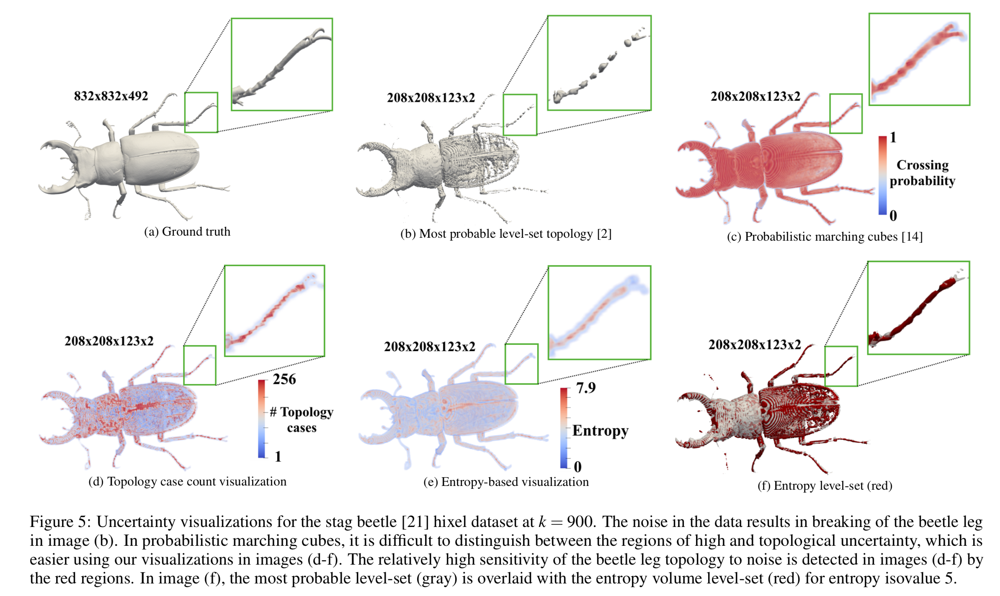 832x832x492
(a) Ground truth
208x208x123x2
(b) Most probable level-set topology [2]
208x208x123x2
1
Crossing
probability
0
(c) Probabilistic marching cubes [14]
208x208x123x2
256
# Topology
cases
1
(d) Topology case count visualization
208x208x123x2
7.9
Entropy
0
(e) Entropy-based visualization
208x208x123x2
(f) Entropy level-set (red)
Figure 5: Uncertainty visualizations for the stag beetle [21] hixel dataset at k = 900. The noise in the data results in breaking of the beetle leg
in image (b). In probabilistic marching cubes, it is difficult to distinguish between the regions of high and topological uncertainty, which is
easier using our visualizations in images (d-f). The relatively high sensitivity of the beetle leg topology to noise is detected in images (d-f) by
the red regions. In image (f), the most probable level-set (gray) is overlaid with the entropy volume level-set (red) for entropy isovalue 5.